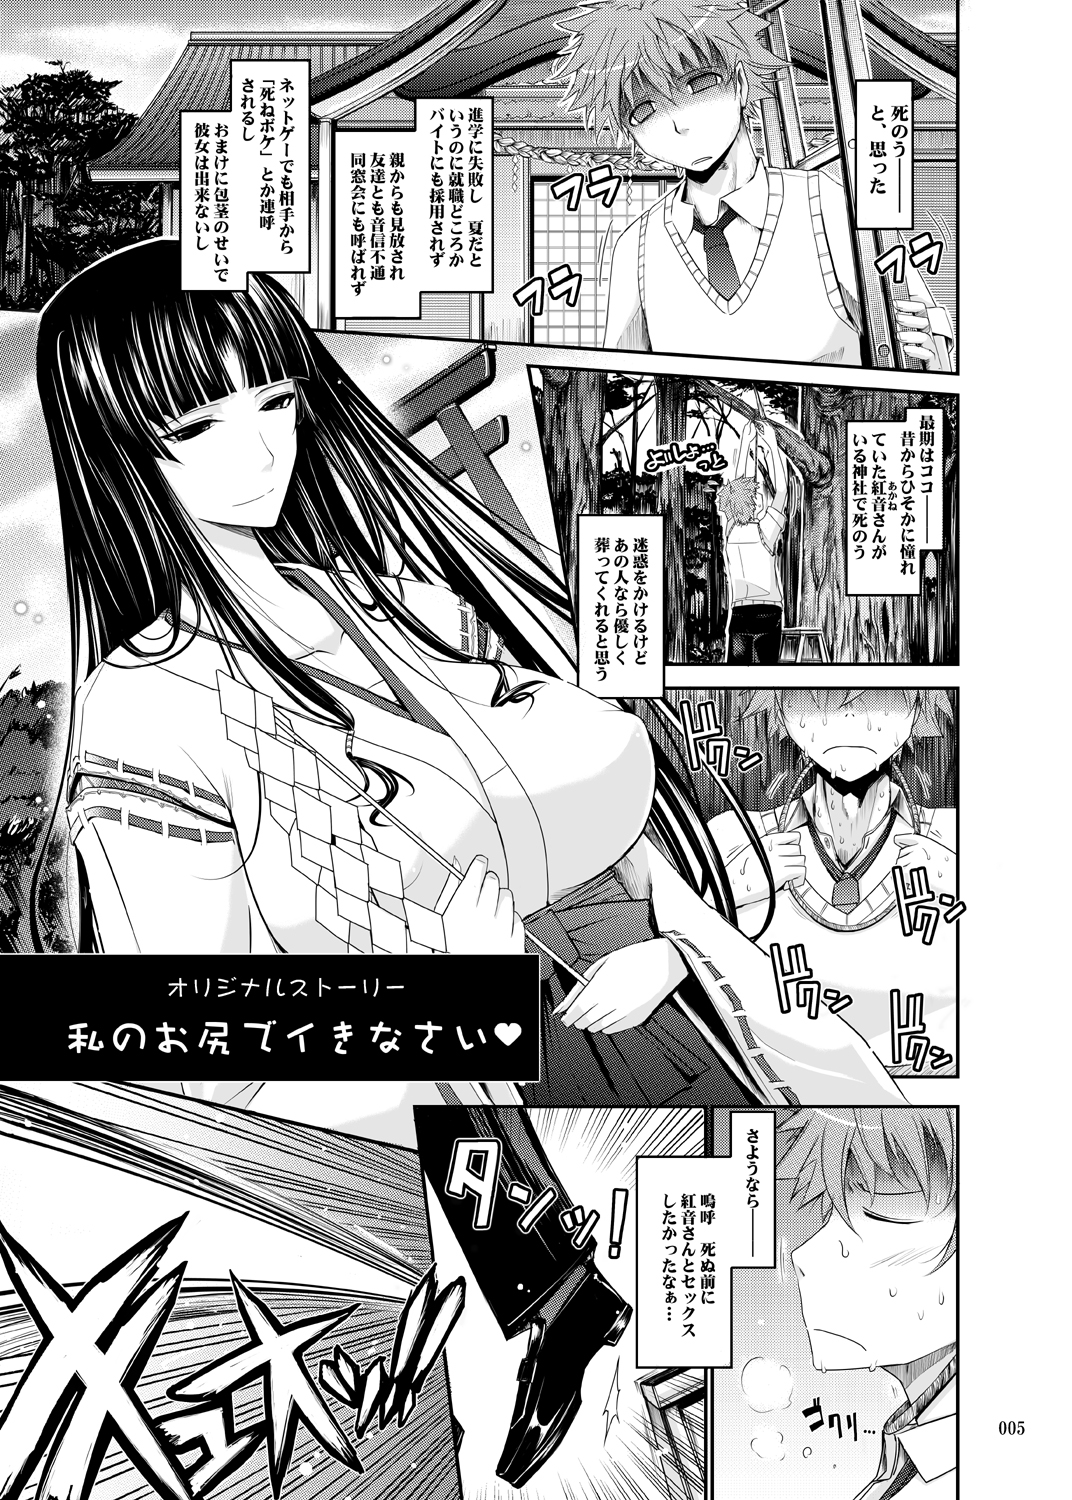 死のう――
と、思った
フラ
フラ
進学に失敗し　夏だと
いうのに就職どころか
バイトにも採用されず
親からも見放され
友達とも音信不通
同窓会にも呼ばれず
ネットゲーでも相手から
「死ねボケ」とか連呼
されるし
おまけに包茎のせいで
彼女は出来ないし
最期はココ――
昔からひそかに憧れ
ていた紅音さんが
あかね
いる神社で死のう
よいしょ…
っと
迷惑をかけるけど
あの人なら優しく
葬ってくれると思う
ドクン
ドクン
ドクン
ドクン
オリジナルストーリー
私のお尻でイきなさい♥
さようなら――
嗚呼　死ぬ前に
紅音さんとセックス
したかったなぁ…
ゴクリ…
タンッ!
005